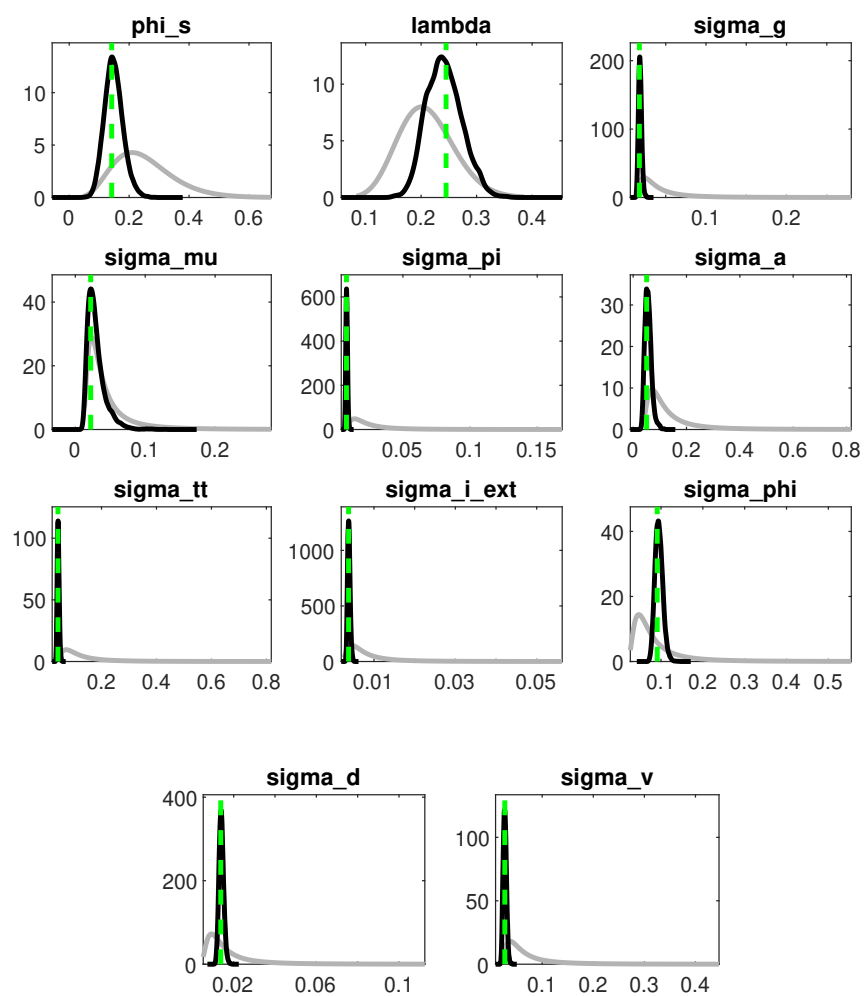 phi_s
lambda
sigma_g
10
5
0
0 0.2 0.4 0.6
10
5
0
0.1 0.2 0.3 0.4
200
100
0
0.1 0.2
sigma_mu
sigma_pi
sigma_a
40
20
0
0 0.1 0.2
600
400
200
0
0.05 0.1 0.15
30
20
10
0
0 0.2 0.4 0.6 0.8
sigma_tt
sigma_i_ext
sigma_phi
100
50
0
0.2 0.4 0.6 0.8
1000
500
0
0.01 0.03 0.05
40
20
0
0.1 0.2 0.3 0.4 0.5
sigma_d
sigma_v
400
200
0
0.02 0.06 0.1
100
50
0
0.1 0.2 0.3 0.4